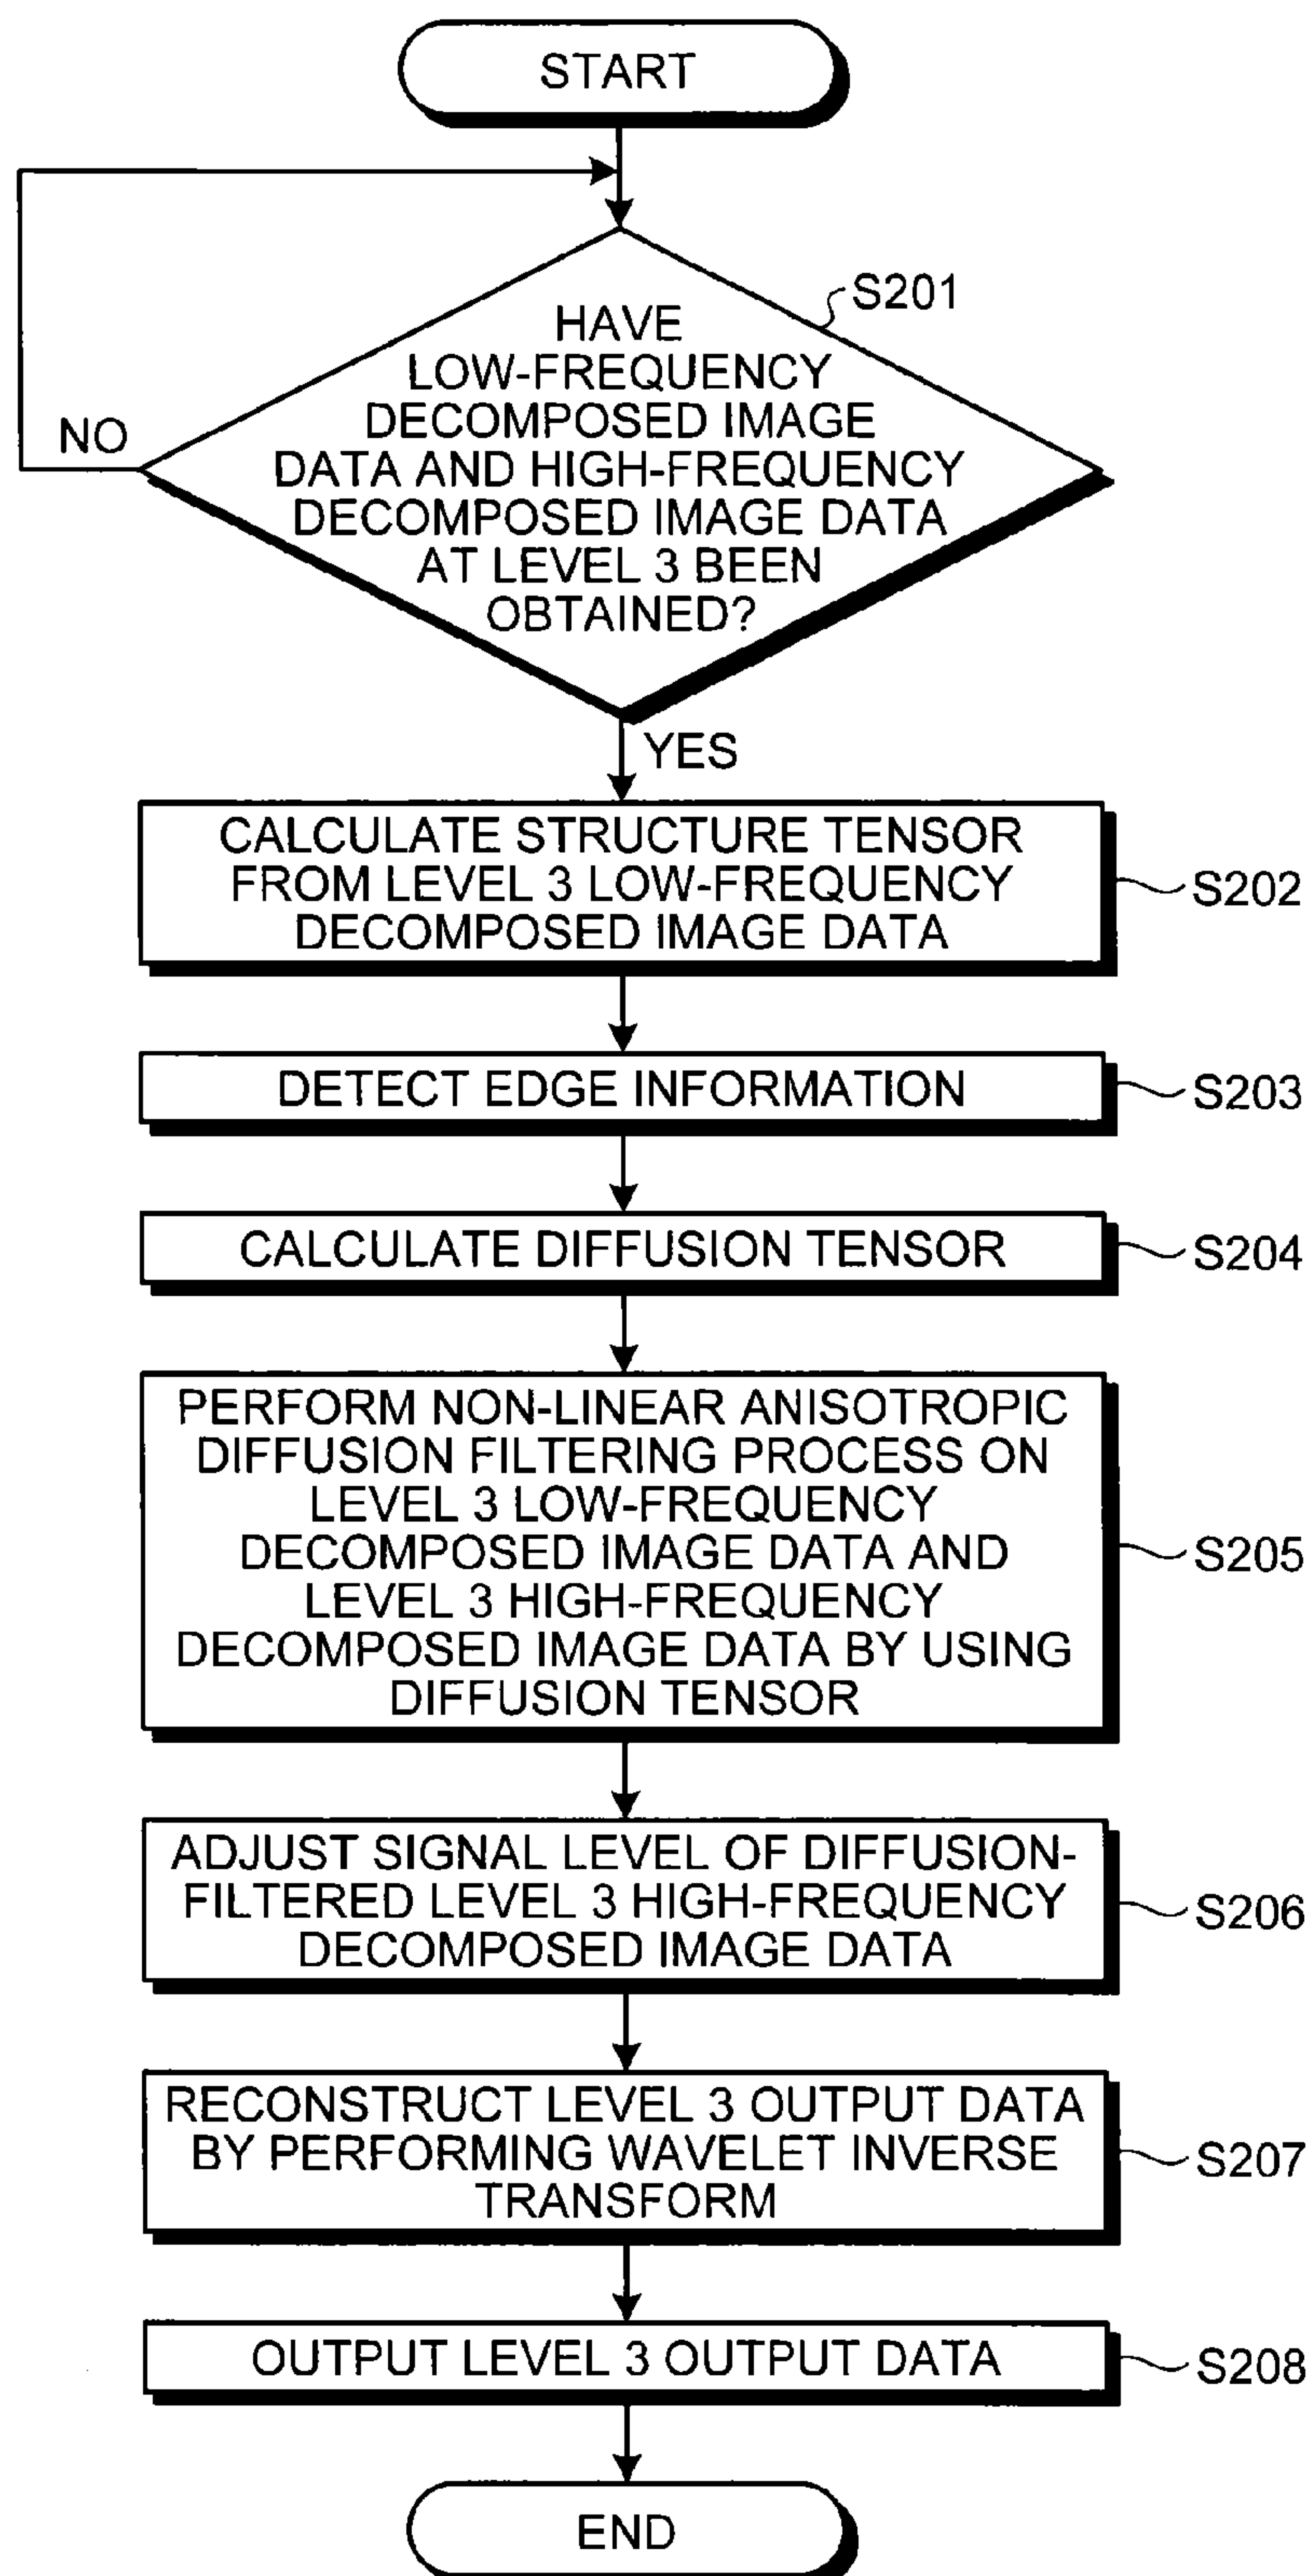 START
S201
HAVE
LOW-FREQUENCY
DECOMPOSED IMAGE
DATA AND HIGH-FREQUENCY
DECOMPOSED IMAGE DATA
AT LEVEL 3 BEEN
OBTAINED?
NO
YES
CALCULATE STRUCTURE TENSOR
FROM LEVEL 3 LOW-FREQUENCY
DECOMPOSED IMAGE DATA
S202
DETECT EDGE INFORMATION
S203
CALCULATE DIFFUSION TENSOR
S204
PERFORM NON-LINEAR ANISOTROPIC
DIFFUSION FILTERING PROCESS ON
LEVEL 3 LOW-FREQUENCY
DECOMPOSED IMAGE DATA AND
LEVEL 3 HIGH-FREQUENCY
DECOMPOSED IMAGE DATA BY USING
DIFFUSION TENSOR
S205
ADJUST SIGNAL LEVEL OF DIFFUSION-
FILTERED LEVEL 3 HIGH-FREQUENCY
DECOMPOSED IMAGE DATA
S206
RECONSTRUCT LEVEL 3 OUTPUT DATA
BY PERFORMING WAVELET INVERSE
TRANSFORM
S207
OUTPUT LEVEL 3 OUTPUT DATA
S208
END